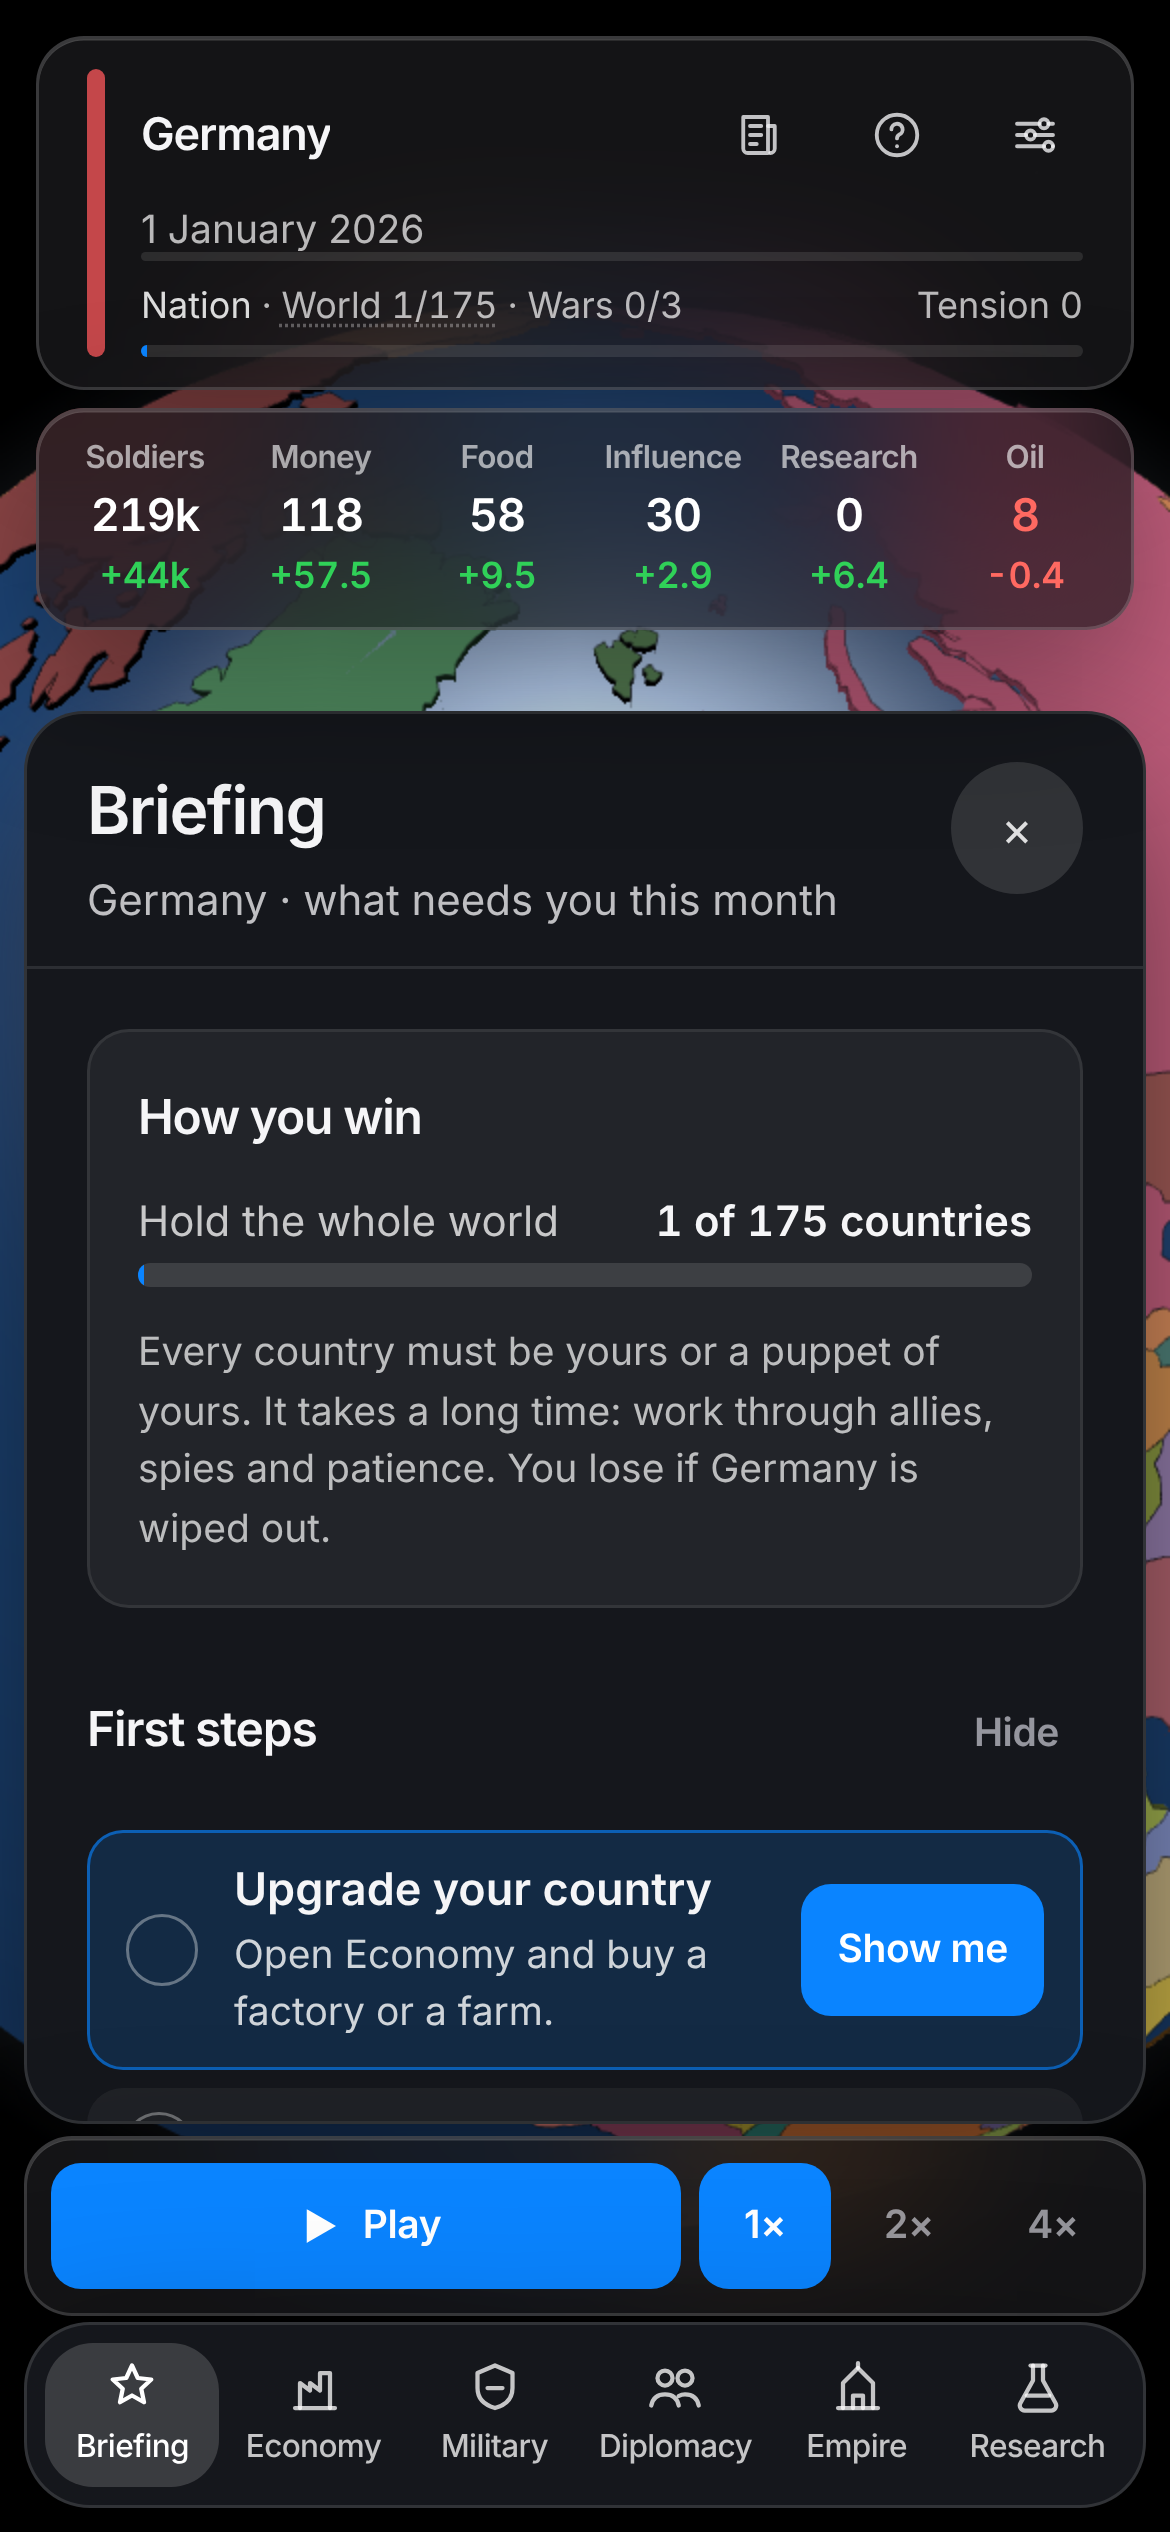 Germany
1 January 2026
Nation · World 1/175 · Wars 0/3 Tension 0
Soldiers Money Food Influence Research Oil
219k 118 58 30 0 8
+44k +57.5 +9.5 +2.9 +6.4 -0.4
Briefing
×
Germany · what needs you this month
How you win
Hold the whole world 1 of 175 countries
Every country must be yours or a puppet of
yours. It takes a long time: work through allies,
spies and patience. You lose if Germany is
wiped out.
First steps Hide
Upgrade your country
Open Economy and buy a
factory or a farm.
Show me
Play 1× 2× 4×
Briefing Economy Military Diplomacy Empire Research